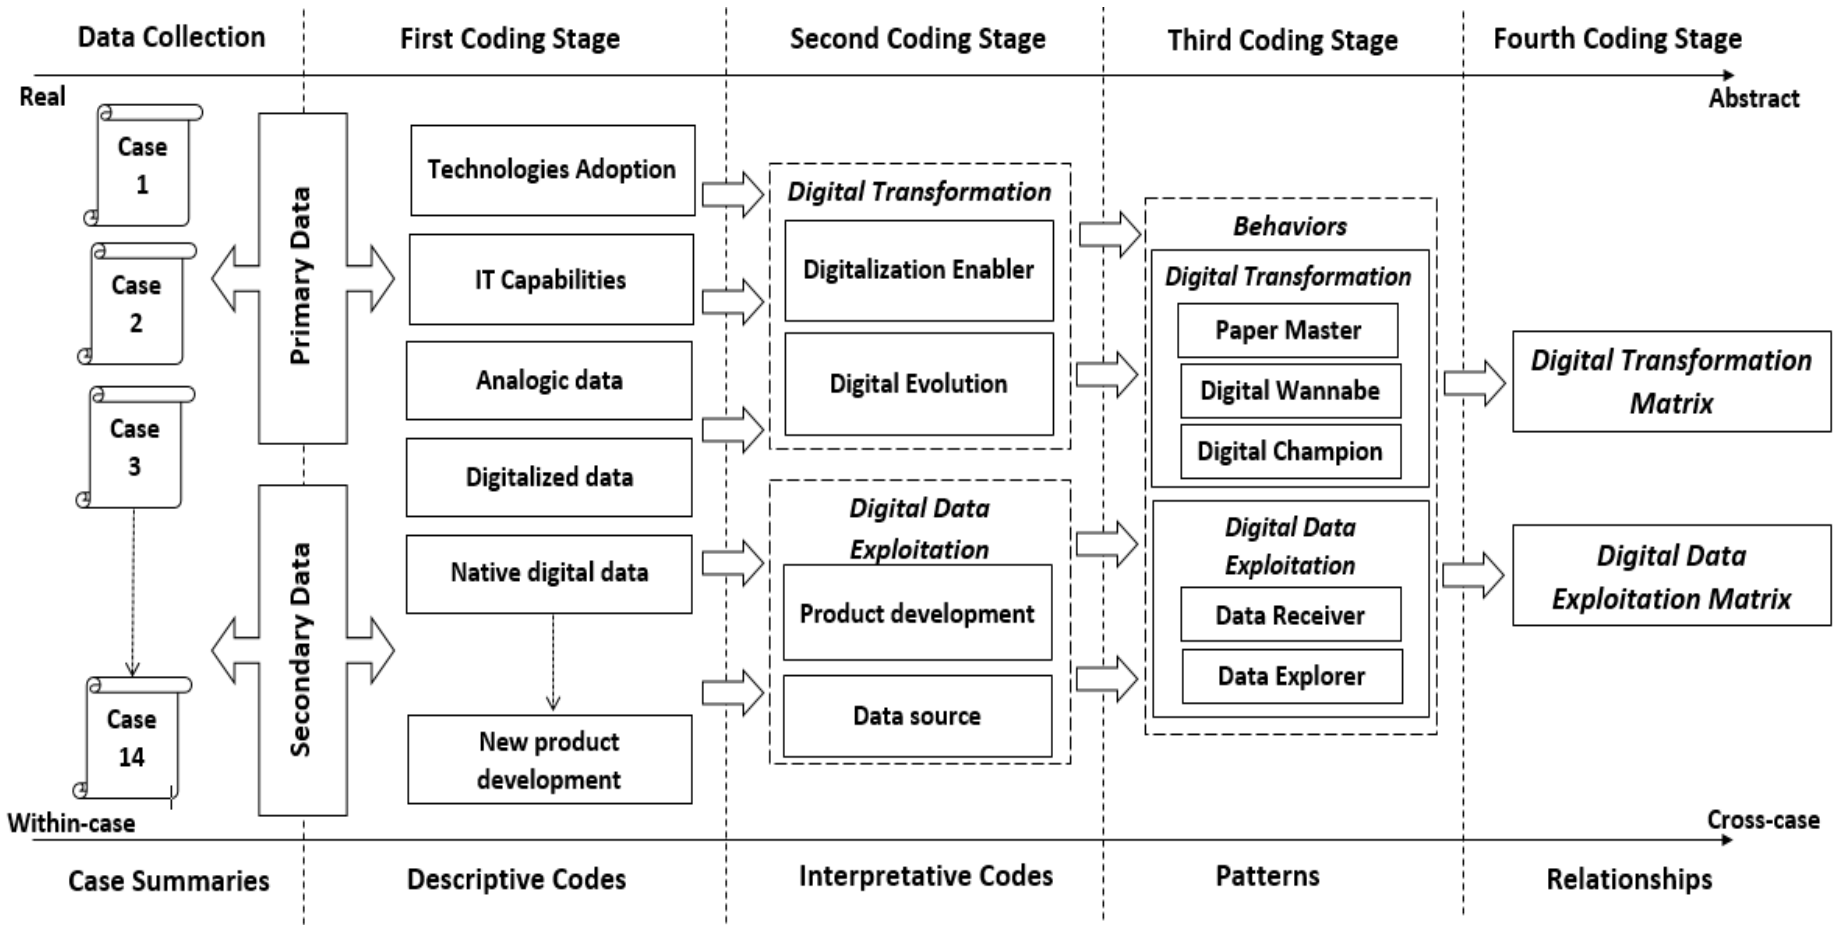 Data Collection
First Coding Stage
Second Coding Stage
Third Coding Stage
Fourth Coding Stage
Real
Abstract
Case
1
Case
2
Case
3
Case
14
Primary Data
Secondary Data
Technologies Adoption
IT Capabilities
Analogic data
Digitalized data
Native digital data
New product
development
Digital Transformation
Digitalization Enabler
Digital Evolution
Digital Data
Exploitation
Product development
Data source
Behaviors
Digital Transformation
Paper Master
Digital Wannabe
Digital Champion
Digital Data
Exploitation
Data Receiver
Data Explorer
Digital Transformation
Matrix
Digital Data
Exploitation Matrix
Within-case
Cross-case
Case Summaries
Descriptive Codes
Interpretative Codes
Patterns
Relationships